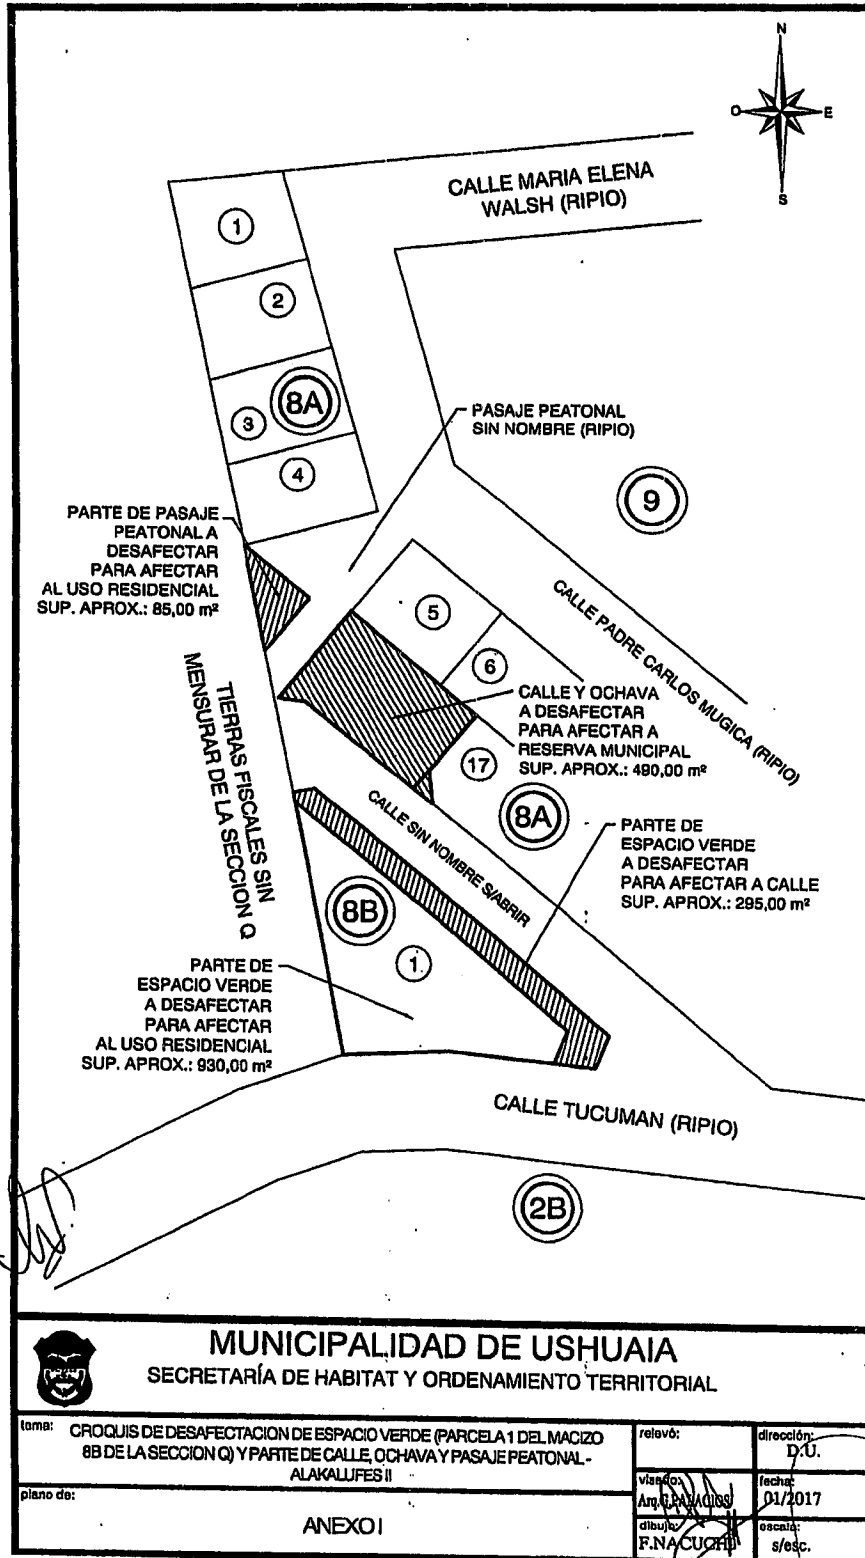 N
O
E
S
CALLE MARIA ELENA
WALSH (RIPIO)
1
2
3
8A
4
PASAJE PEATONAL
SIN NOMBRE (RIPIO)
9
PARTE DE PASAJE
PEATONAL A
DESAFECTAR
PARA AFECTAR
AL USO RESIDENCIAL
SUP. APROX.: 85,00 m²
5
6
CALLE PADRE CARLOS MUGICA (RIPIO)
TIERRAS FISCALES SIN
MENSURAR DE LA SECCION Q
CALLE Y OCHAVA
A DESAFECTAR
PARA AFECTAR A
RESERVA MUNICIPAL
SUP. APROX.: 490,00 m²
17
8A
CALLE SIN NOMBRE S/ABRIR
PARTE DE
ESPACIO VERDE
A DESAFECTAR
PARA AFECTAR A CALLE
SUP. APROX.: 295,00 m²
8B
1
PARTE DE
ESPACIO VERDE
A DESAFECTAR
PARA AFECTAR
AL USO RESIDENCIAL
SUP. APROX.: 930,00 m²
CALLE TUCUMAN (RIPIO)
2B
MUNICIPALIDAD DE USHUAIA
SECRETARÍA DE HABITAT Y ORDENAMIENTO TERRITORIAL
tema: CROQUIS DE DESAFECTACION DE ESPACIO VERDE (PARCELA 1 DEL MACIZO
8B DE LA SECCION Q) Y PARTE DE CALLE, OCHAVA Y PASAJE PEATONAL -
ALAKALUFES II
plano de:
ANEXO I
relevó:
dirección:
D.U.
visado:
Arq. G. PALACIOS
fecha:
01/2017
dibujo:
F.NACUCHI
escala:
s/esc.